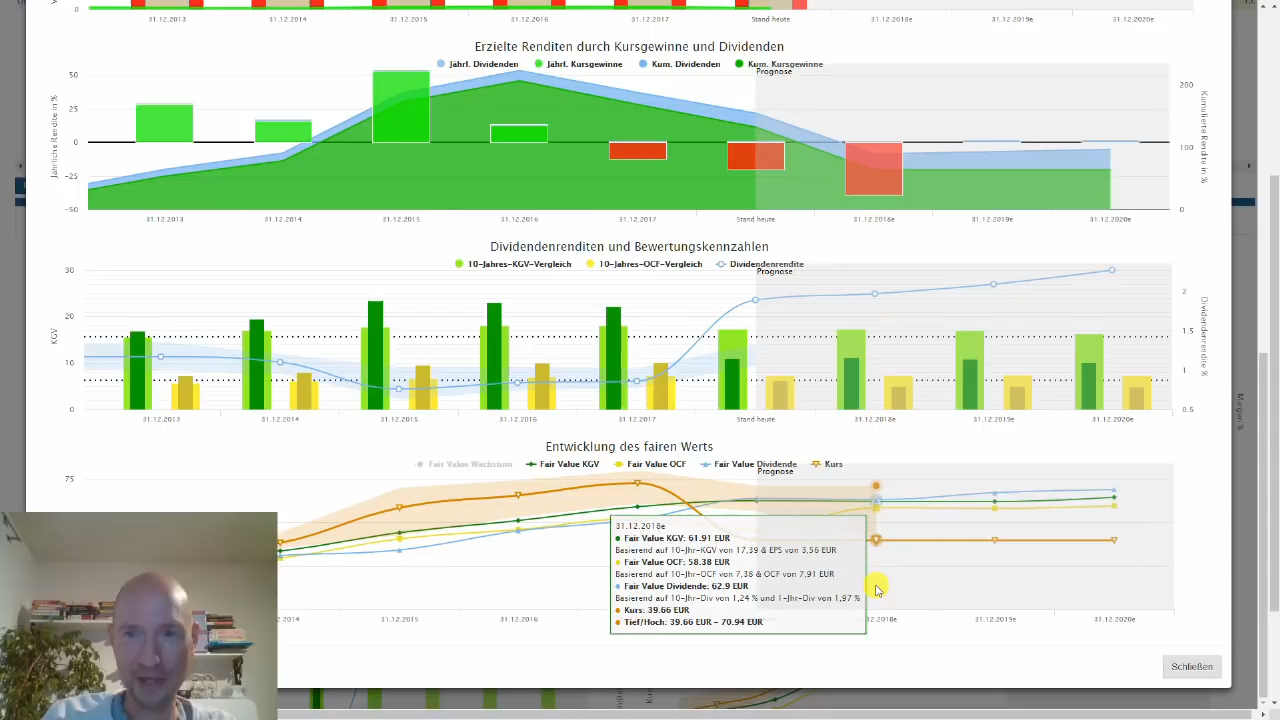 0
31.12.2013 31.12.2014 31.12.2015 31.12.2016 31.12.2017 Stand heute 31.12.2018e 31.12.2019e 31.12.2020e
Erzielte Renditen durch Kursgewinne und Dividenden
Jährl. Dividenden Jährl. Kursgewinne Kum. Dividenden Kum. Kursgewinne
Prognose
Jährliche Rendite in %
50
25
0
-25
-50
Kumulierte Rendite in %
200
100
0
31.12.2013 31.12.2014 31.12.2015 31.12.2016 31.12.2017 Stand heute 31.12.2018e 31.12.2019e 31.12.2020e
Dividendenrenditen und Bewertungskennzahlen
10-Jahres-KGV-Vergleich 10-Jahres-OCF-Vergleich Dividendenrendite
Prognose
KGV
30
20
10
0
Dividendenrendite %
2
1.5
1
0.5
31.12.2013 31.12.2014 31.12.2015 31.12.2016 31.12.2017 Stand heute 31.12.2018e 31.12.2019e 31.12.2020e
Margen %
Entwicklung des fairen Werts
Fair Value Wachstum Fair Value KGV Fair Value OCF Fair Value Dividende Kurs
Prognose
75
31.12.2018e
Fair Value KGV: 61.91 EUR
Basierend auf 10-Jhr-KGV von 17,39 & EPS von 3,56 EUR
Fair Value OCF: 58.38 EUR
Basierend auf 10-Jhr-OCF von 7,38 & OCF von 7,91 EUR
Fair Value Dividende: 62.9 EUR
Basierend auf 10-Jhr-Div von 1,24 % und 1-Jhr-Div von 1,97 %
Kurs: 39.66 EUR
Tief/Hoch: 39.66 EUR – 70.94 EUR
.2014 31.12.2015 31.12.2016 12.2018e 31.12.2019e 31.12.2020e
Schließen